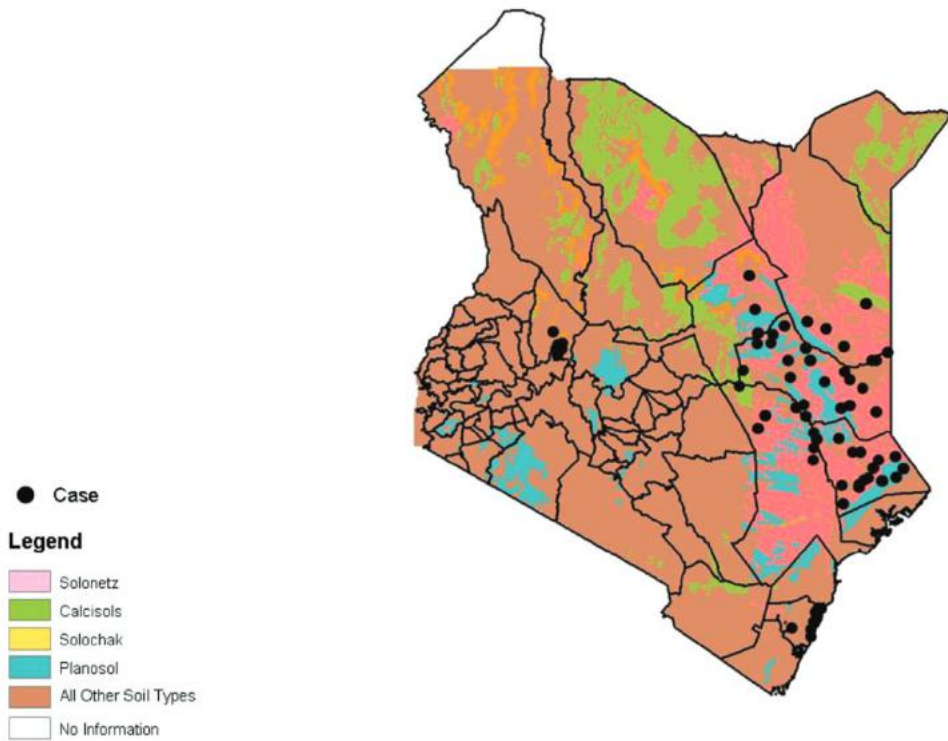 Case
Legend
Solonetz
Calcisols
Solochak
Planosol
All Other Soil Types
No Information